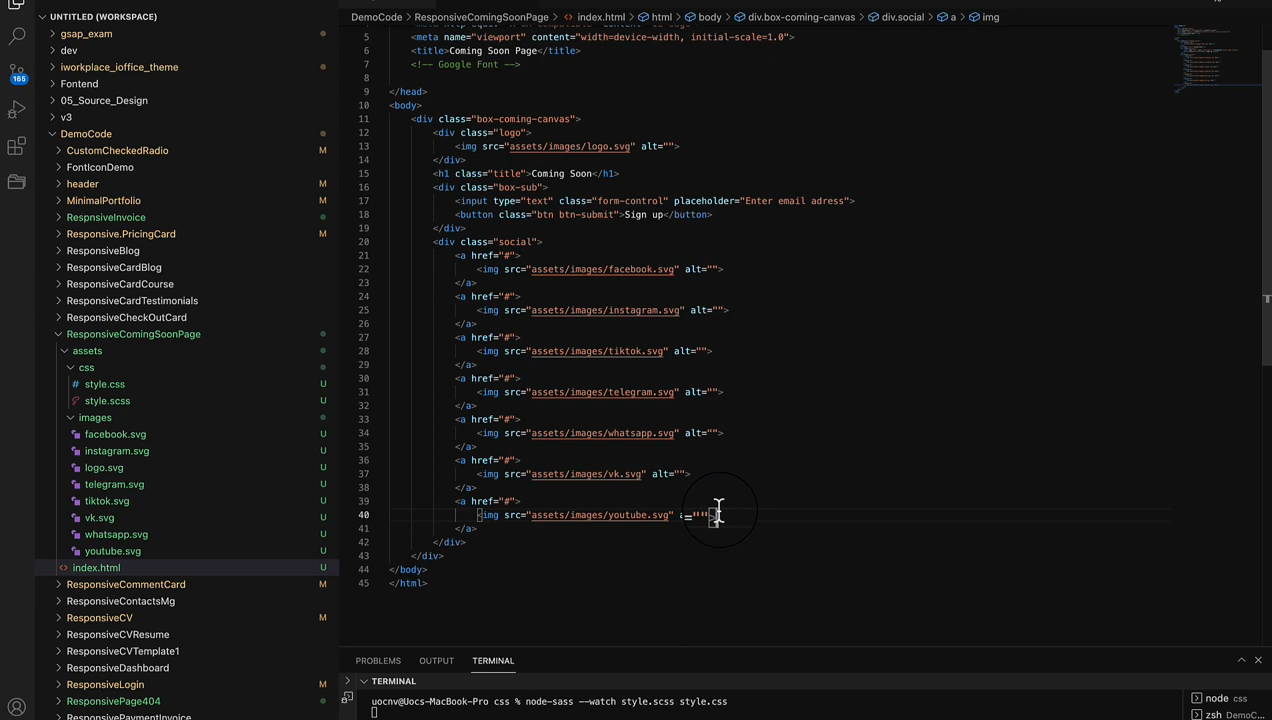 UNTITLED (WORKSPACE)
gsap_exam
dev
iworkplace_ioffice_theme
Fontend
165
05_Source_Design
v3
DemoCode
CustomCheckedRadio M
FontIconDemo
header M
MinimalPortfolio M
RespnsiveInvoice
Responsive.PricingCard M
ResponsiveBlog
ResponsiveCardBlog
ResponsiveCardCourse
ResponsiveCardTestimonials
ResponsiveCheckOutCard
ResponsiveComingSoonPage
assets
css
# style.css U
style.scss U
images
facebook.svg U
instagram.svg U
logo.svg U
telegram.svg U
tiktok.svg U
vk.svg U
whatsapp.svg U
youtube.svg U
<> index.html U
ResponsiveCommentCard M
ResponsiveContactsMg
ResponsiveCV M
ResponsiveCVResume
ResponsiveCVTemplate1
ResponsiveDashboard
ResponsiveLogin M
ResponsivePage404
ResponsivePaymentInvoice
DemoCode > ResponsiveComingSoonPage > <> index.html > html > body > div.box-coming-canvas > div.social > a > img
5 <meta name="viewport" content="width=device-width, initial-scale=1.0">
6 <title>Coming Soon Page</title>
7 <!-- Google Font -->
8
9 </head>
10 <body>
11 <div class="box-coming-canvas">
12 <div class="logo">
13 <img src="assets/images/logo.svg" alt="">
14 </div>
15 <h1 class="title">Coming Soon</h1>
16 <div class="box-sub">
17 <input type="text" class="form-control" placeholder="Enter email adress">
18 <button class="btn btn-submit">Sign up</button>
19 </div>
20 <div class="social">
21 <a href="#">
22 <img src="assets/images/facebook.svg" alt="">
23 </a>
24 <a href="#">
25 <img src="assets/images/instagram.svg" alt="">
26 </a>
27 <a href="#">
28 <img src="assets/images/tiktok.svg" alt="">
29 </a>
30 <a href="#">
31 <img src="assets/images/telegram.svg" alt="">
32 </a>
33 <a href="#">
34 <img src="assets/images/whatsapp.svg" alt="">
35 </a>
36 <a href="#">
37 <img src="assets/images/vk.svg" alt="">
38 </a>
39 <a href="#">
40 <img src="assets/images/youtube.svg" a="">
41 </a>
42 </div>
43 </div>
44 </body>
45 </html>
PROBLEMS OUTPUT TERMINAL
TERMINAL
uocnv@Uocs-MacBook-Pro css % node-sass --watch style.scss style.css
node css
zsh DemoC...